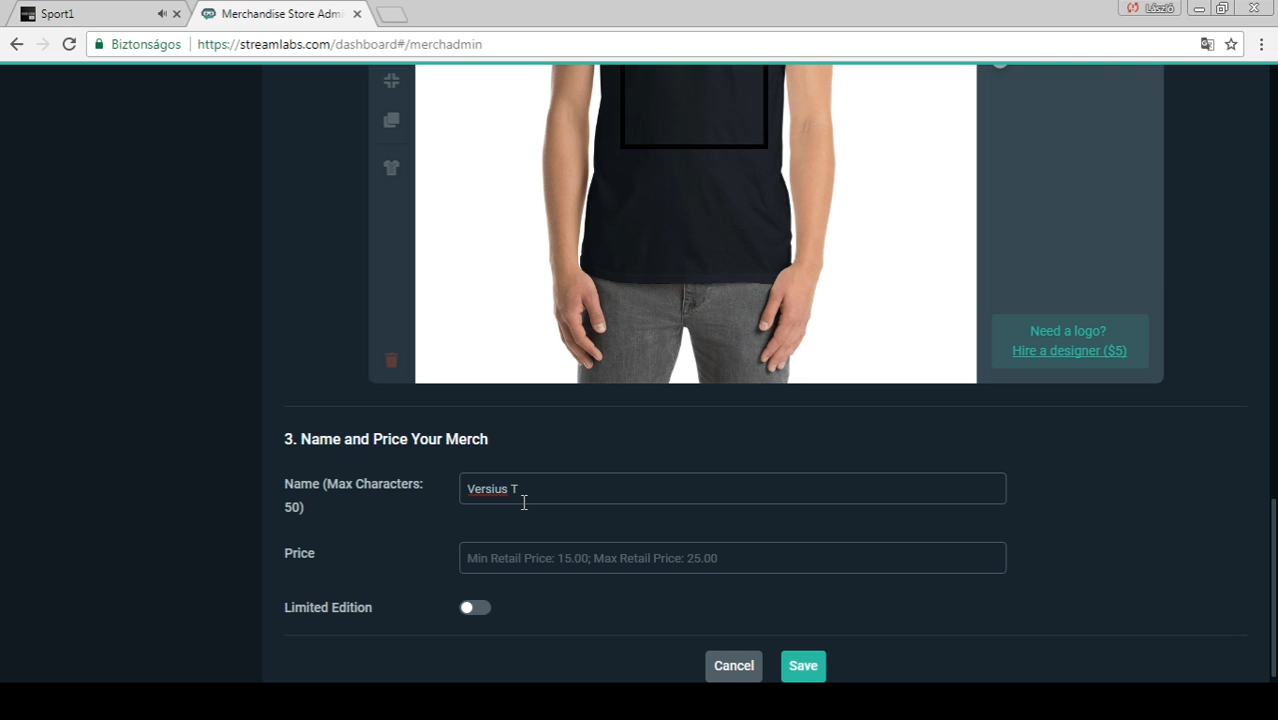 Sport1
Merchandise Store Adm
László
Biztonságos
https://streamlabs.com/dashboard#/merchadmin
Need a logo?
Hire a designer ($5)
3. Name and Price Your Merch
Name (Max Characters:
50)
Versius T
Price
Min Retail Price: 15.00; Max Retail Price: 25.00
Limited Edition
Cancel
Save